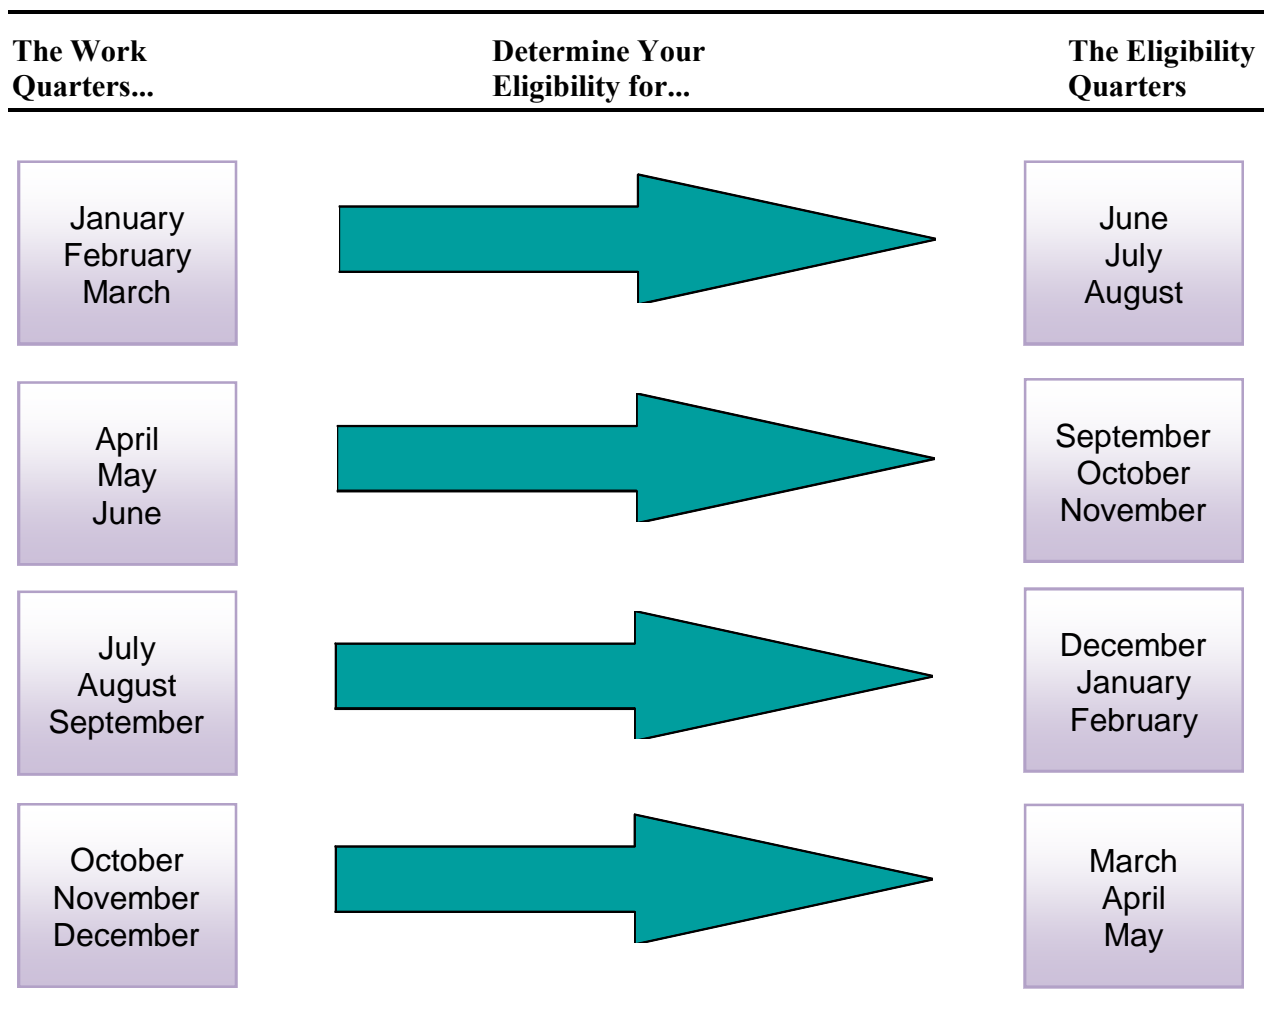 The Work
Quarters...
Determine Your
Eligibility for...
The Eligibility
Quarters
January
February
March
June
July
August
April
May
June
September
October
November
July
August
September
December
January
February
October
November
December
March
April
May